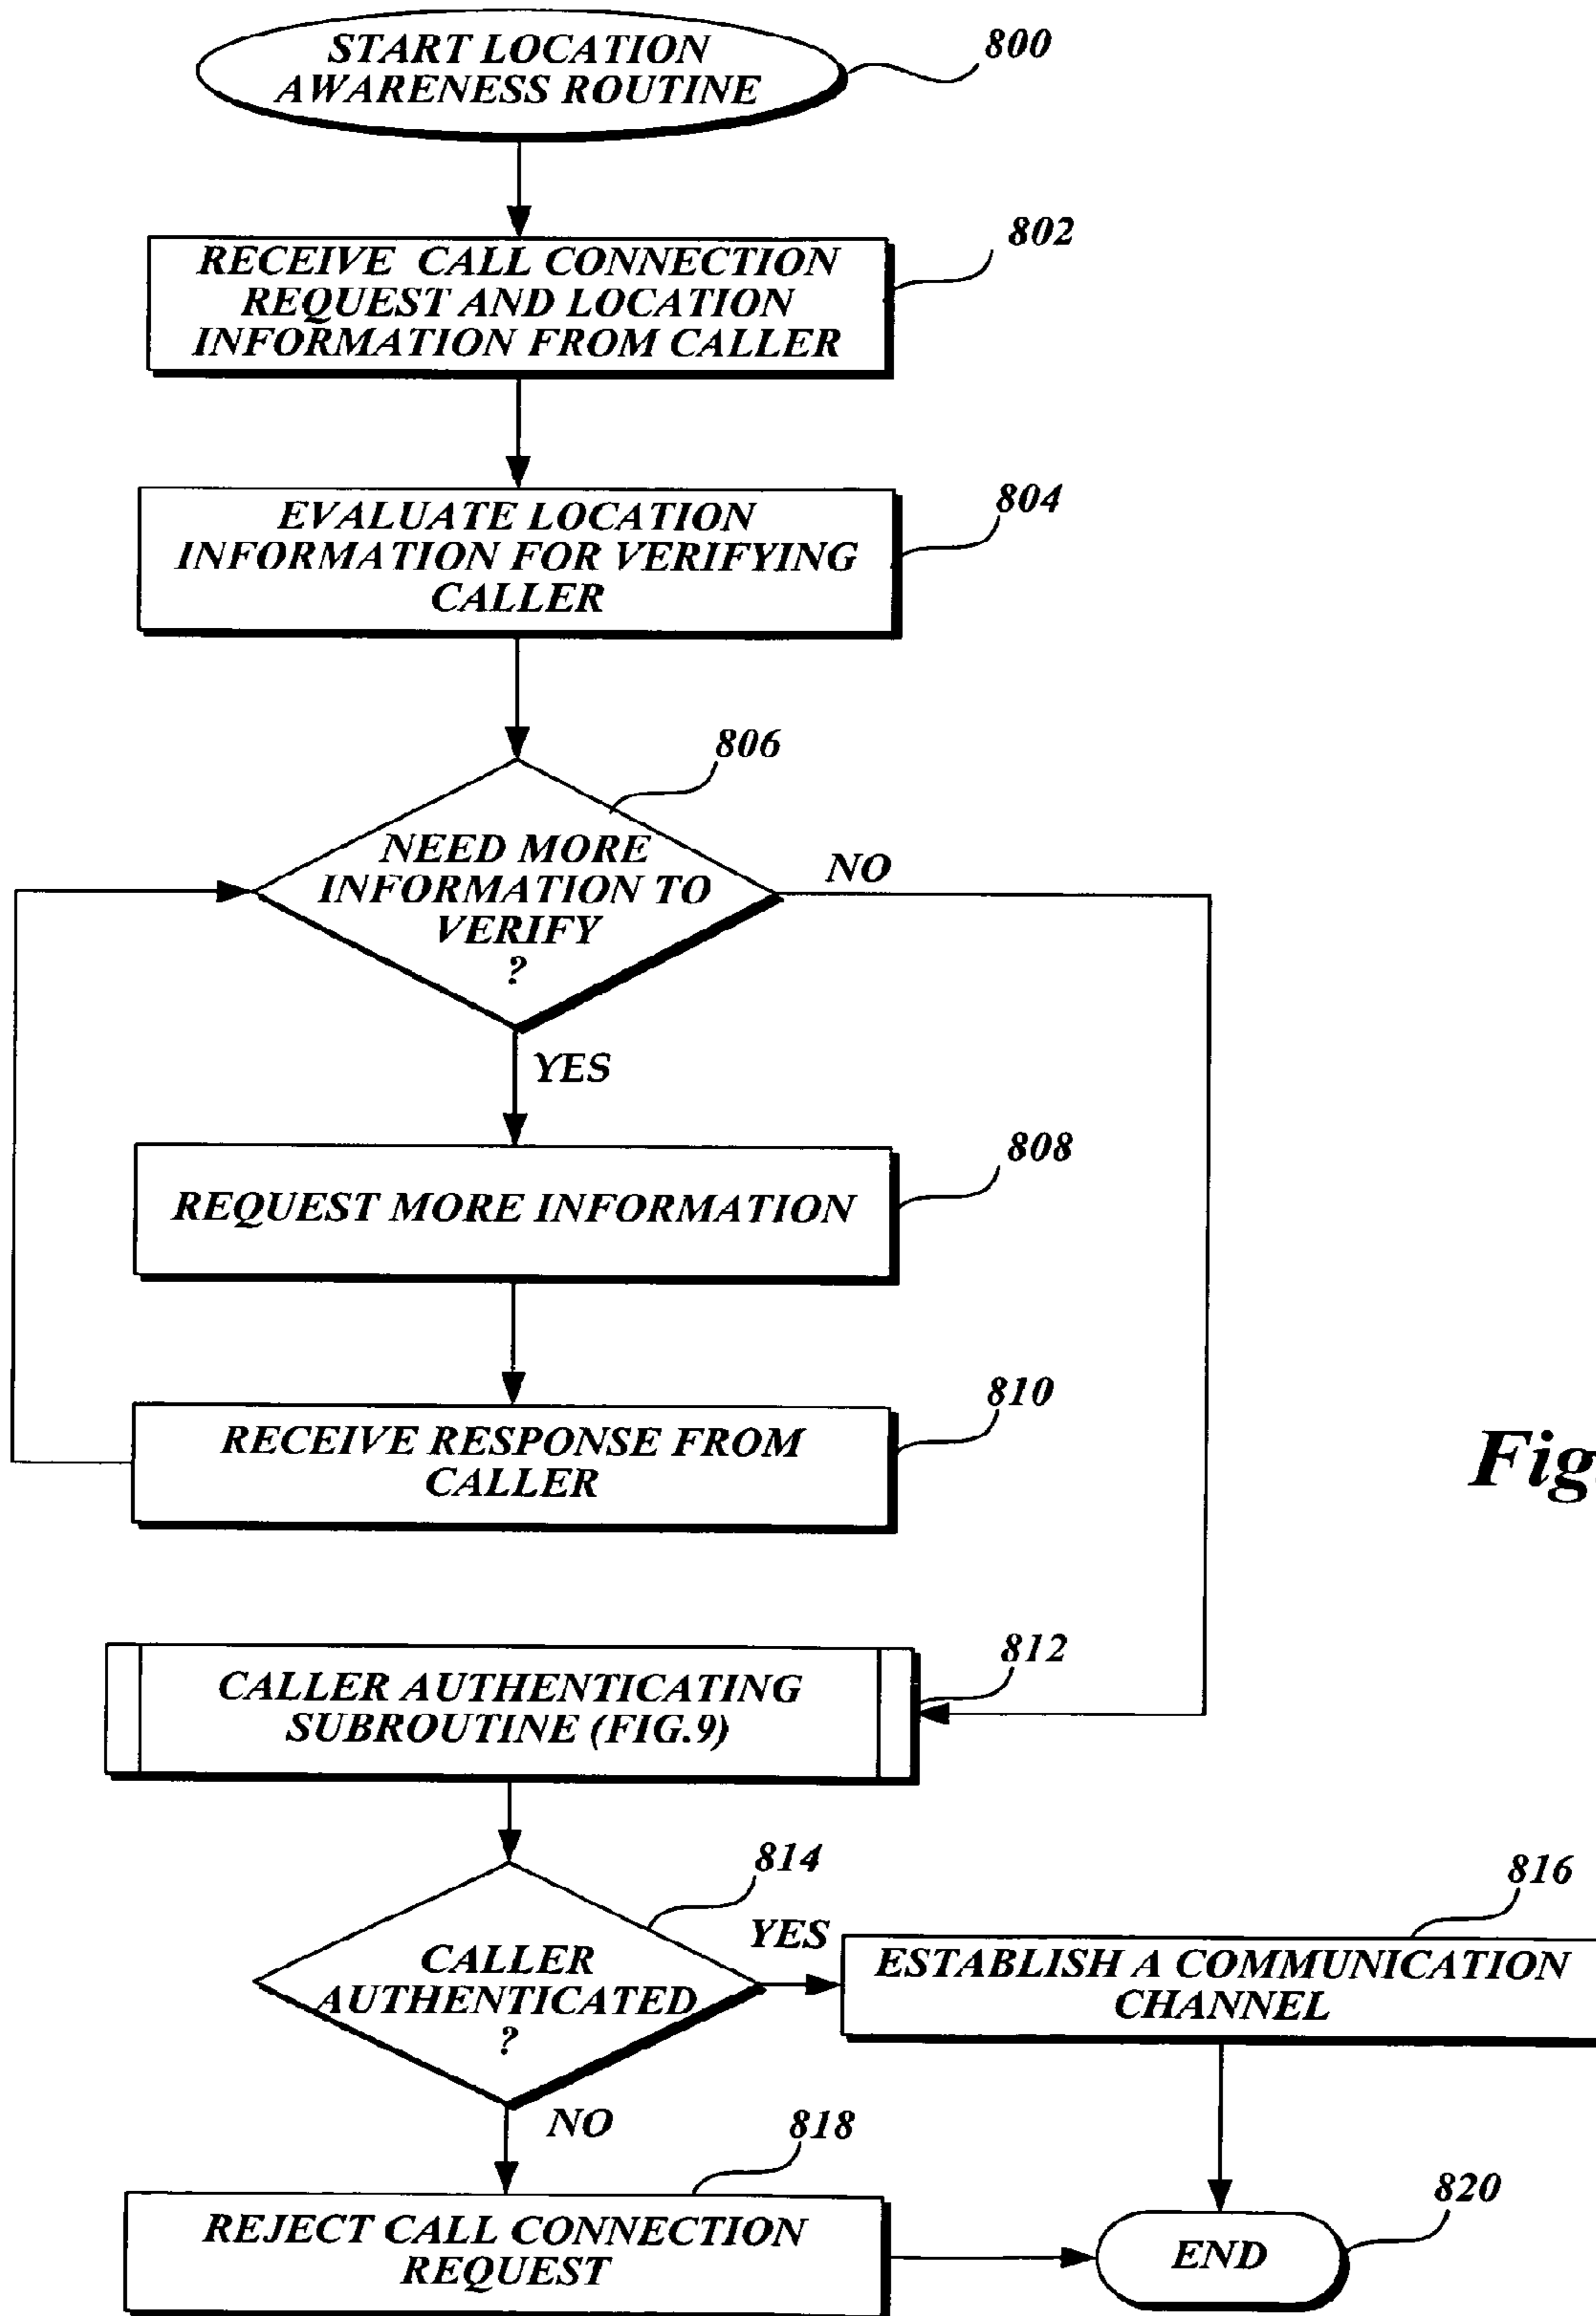 START LOCATION
AWARENESS ROUTINE
800
RECEIVE CALL CONNECTION
REQUEST AND LOCATION
INFORMATION FROM CALLER
802
EVALUATE LOCATION
INFORMATION FOR VERIFYING
CALLER
804
806
NEED MORE
INFORMATION TO
VERIFY
?
NO
YES
REQUEST MORE INFORMATION
808
RECEIVE RESPONSE FROM
CALLER
810
Fig
CALLER AUTHENTICATING
SUBROUTINE (FIG.9)
812
814
CALLER
AUTHENTICATED
?
YES
ESTABLISH A COMMUNICATION
CHANNEL
816
NO
818
REJECT CALL CONNECTION
REQUEST
END
820